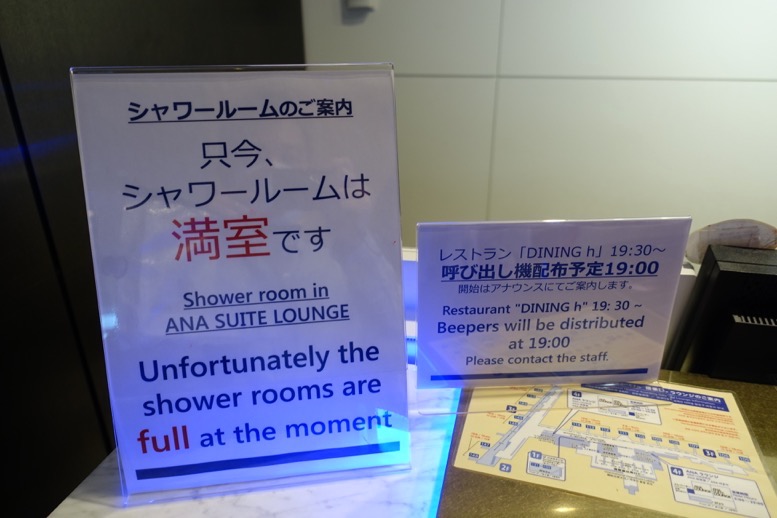 シャワールームのご案内
只今、
シャワールームは
満室です
Shower room in
ANA SUITE LOUNGE
Unfortunately the
shower rooms are
full at the moment
レストラン「DINING h」19:30～
呼び出し機配布予定19:00
開始はアナウンスにてご案内します。
Restaurant "DINING h" 19: 30 ~
Beepers will be distributed
at 19:00
Please contact the staff.